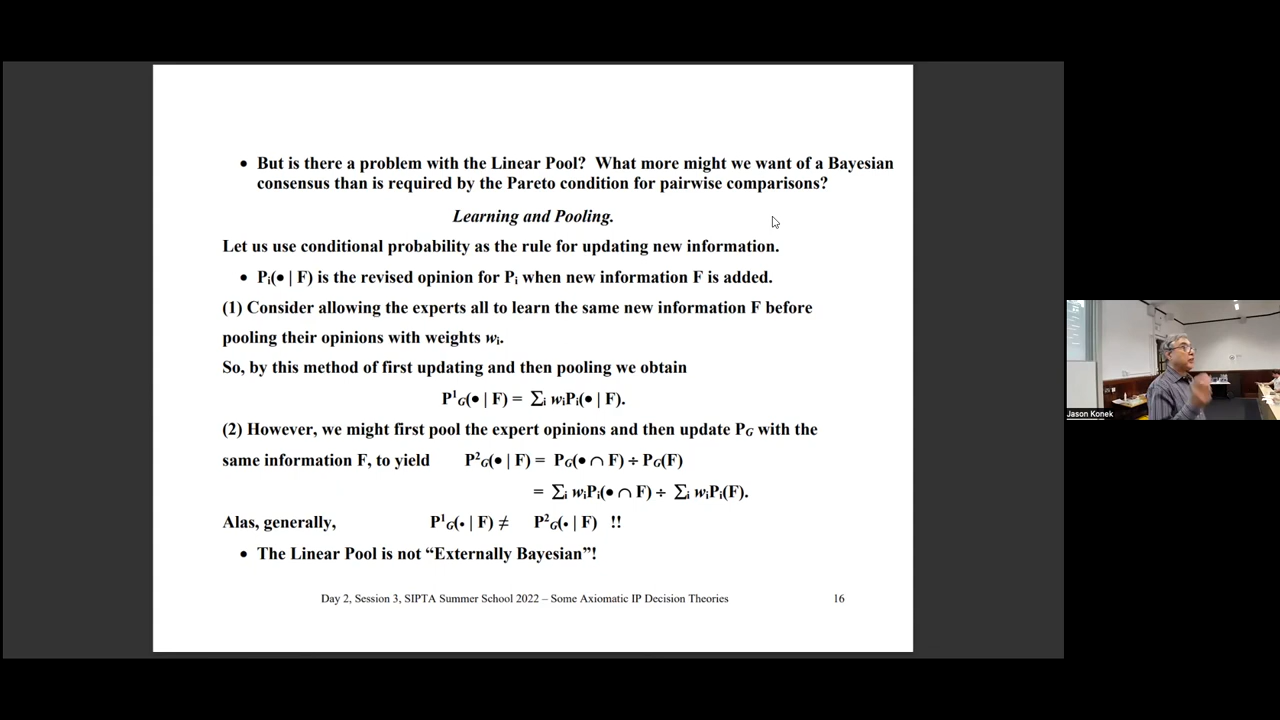 • But is there a problem with the Linear Pool? What more might we want of a Bayesian
consensus than is required by the Pareto condition for pairwise comparisons?
Learning and Pooling.
Let us use conditional probability as the rule for updating new information.
• Pᵢ(• | F) is the revised opinion for Pᵢ when new information F is added.
(1) Consider allowing the experts all to learn the same new information F before
pooling their opinions with weights wᵢ.
So, by this method of first updating and then pooling we obtain
P¹G(• | F) = ∑ᵢ wᵢPᵢ(• | F).
(2) However, we might first pool the expert opinions and then update PG with the
same information F, to yield P²G(• | F) = PG(• ∩ F) ÷ PG(F)
= ∑ᵢ wᵢPᵢ(• ∩ F) ÷ ∑ᵢ wᵢPᵢ(F).
Alas, generally, P¹G(• | F) ≠ P²G(• | F) !!
• The Linear Pool is not “Externally Bayesian”!
Day 2, Session 3, SIPTA Summer School 2022 – Some Axiomatic IP Decision Theories 16
Jason Konek